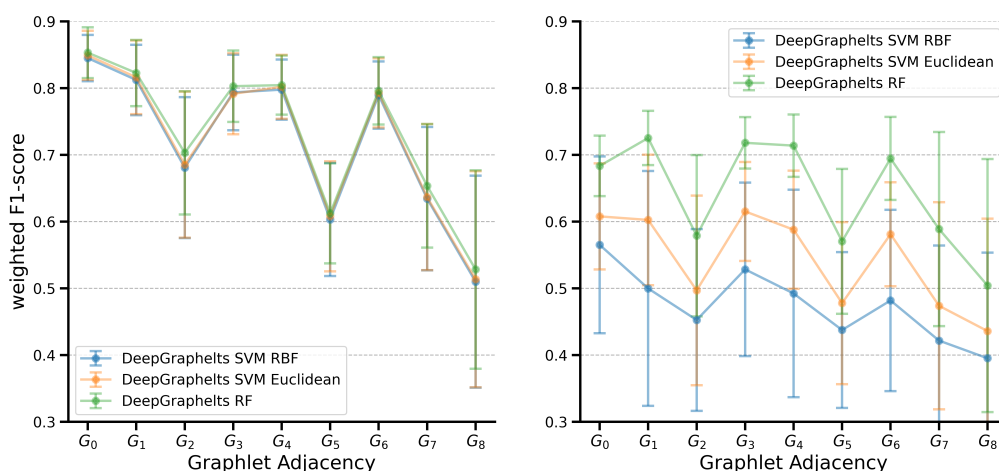 0.9
0.8
0.7
0.6
0.5
0.4
0.3
weighted F1-score
DeepGraphelts SVM RBF
DeepGraphelts SVM Euclidean
DeepGraphelts RF
G0 G1 G2 G3 G4 G5 G6 G7 G8
Graphlet Adjacency
0.9
0.8
0.7
0.6
0.5
0.4
0.3
DeepGraphelts SVM RBF
DeepGraphelts SVM Euclidean
DeepGraphelts RF
G0 G1 G2 G3 G4 G5 G6 G7 G8
Graphlet Adjacency